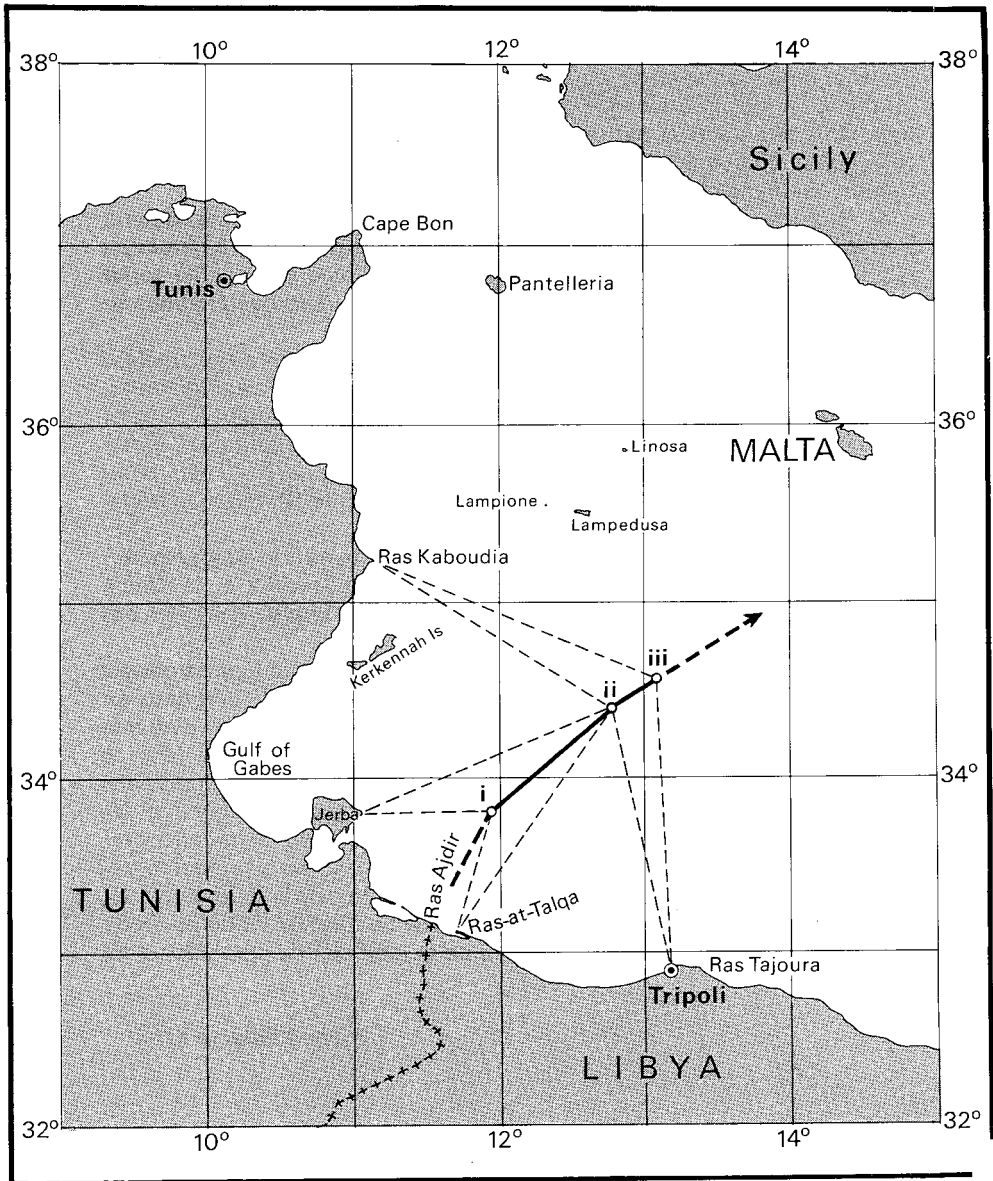 10° 12° 14°
38° 38°
Sicily
Cape Bon
Tunis
Pantelleria
36° 36°
Linosa
MALTA
Lampione
Lampedusa
Ras Kaboudia
Kerkennah Is
iii
ii
Gulf of
Gabes
34° 34°
i
Jerba
Ras Ajdir
TUNISIA
Ras-at-Talqa
Ras Tajoura
Tripoli
LIBYA
32° 32°
10° 12° 14°